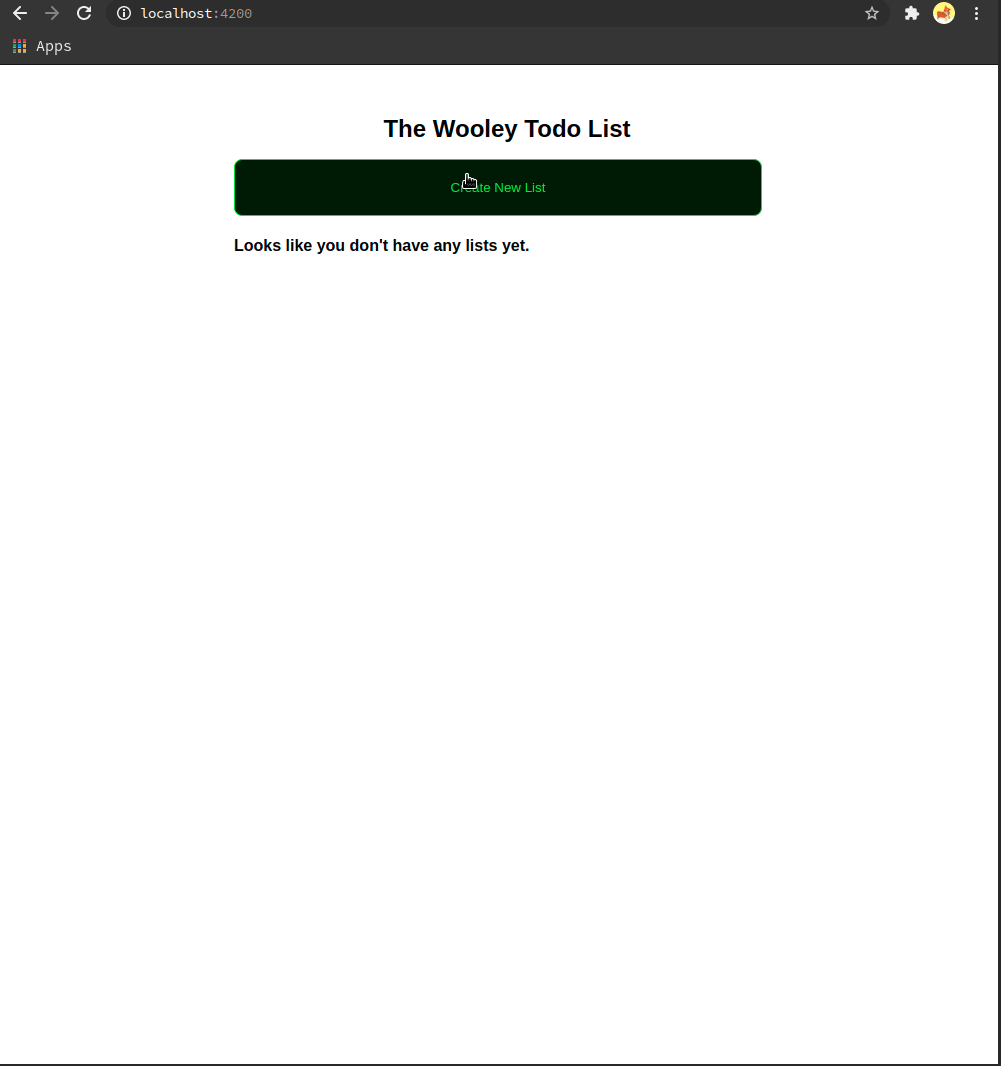 localhost:4200
Apps
The Wooley Todo List
Create New List
Looks like you don't have any lists yet.